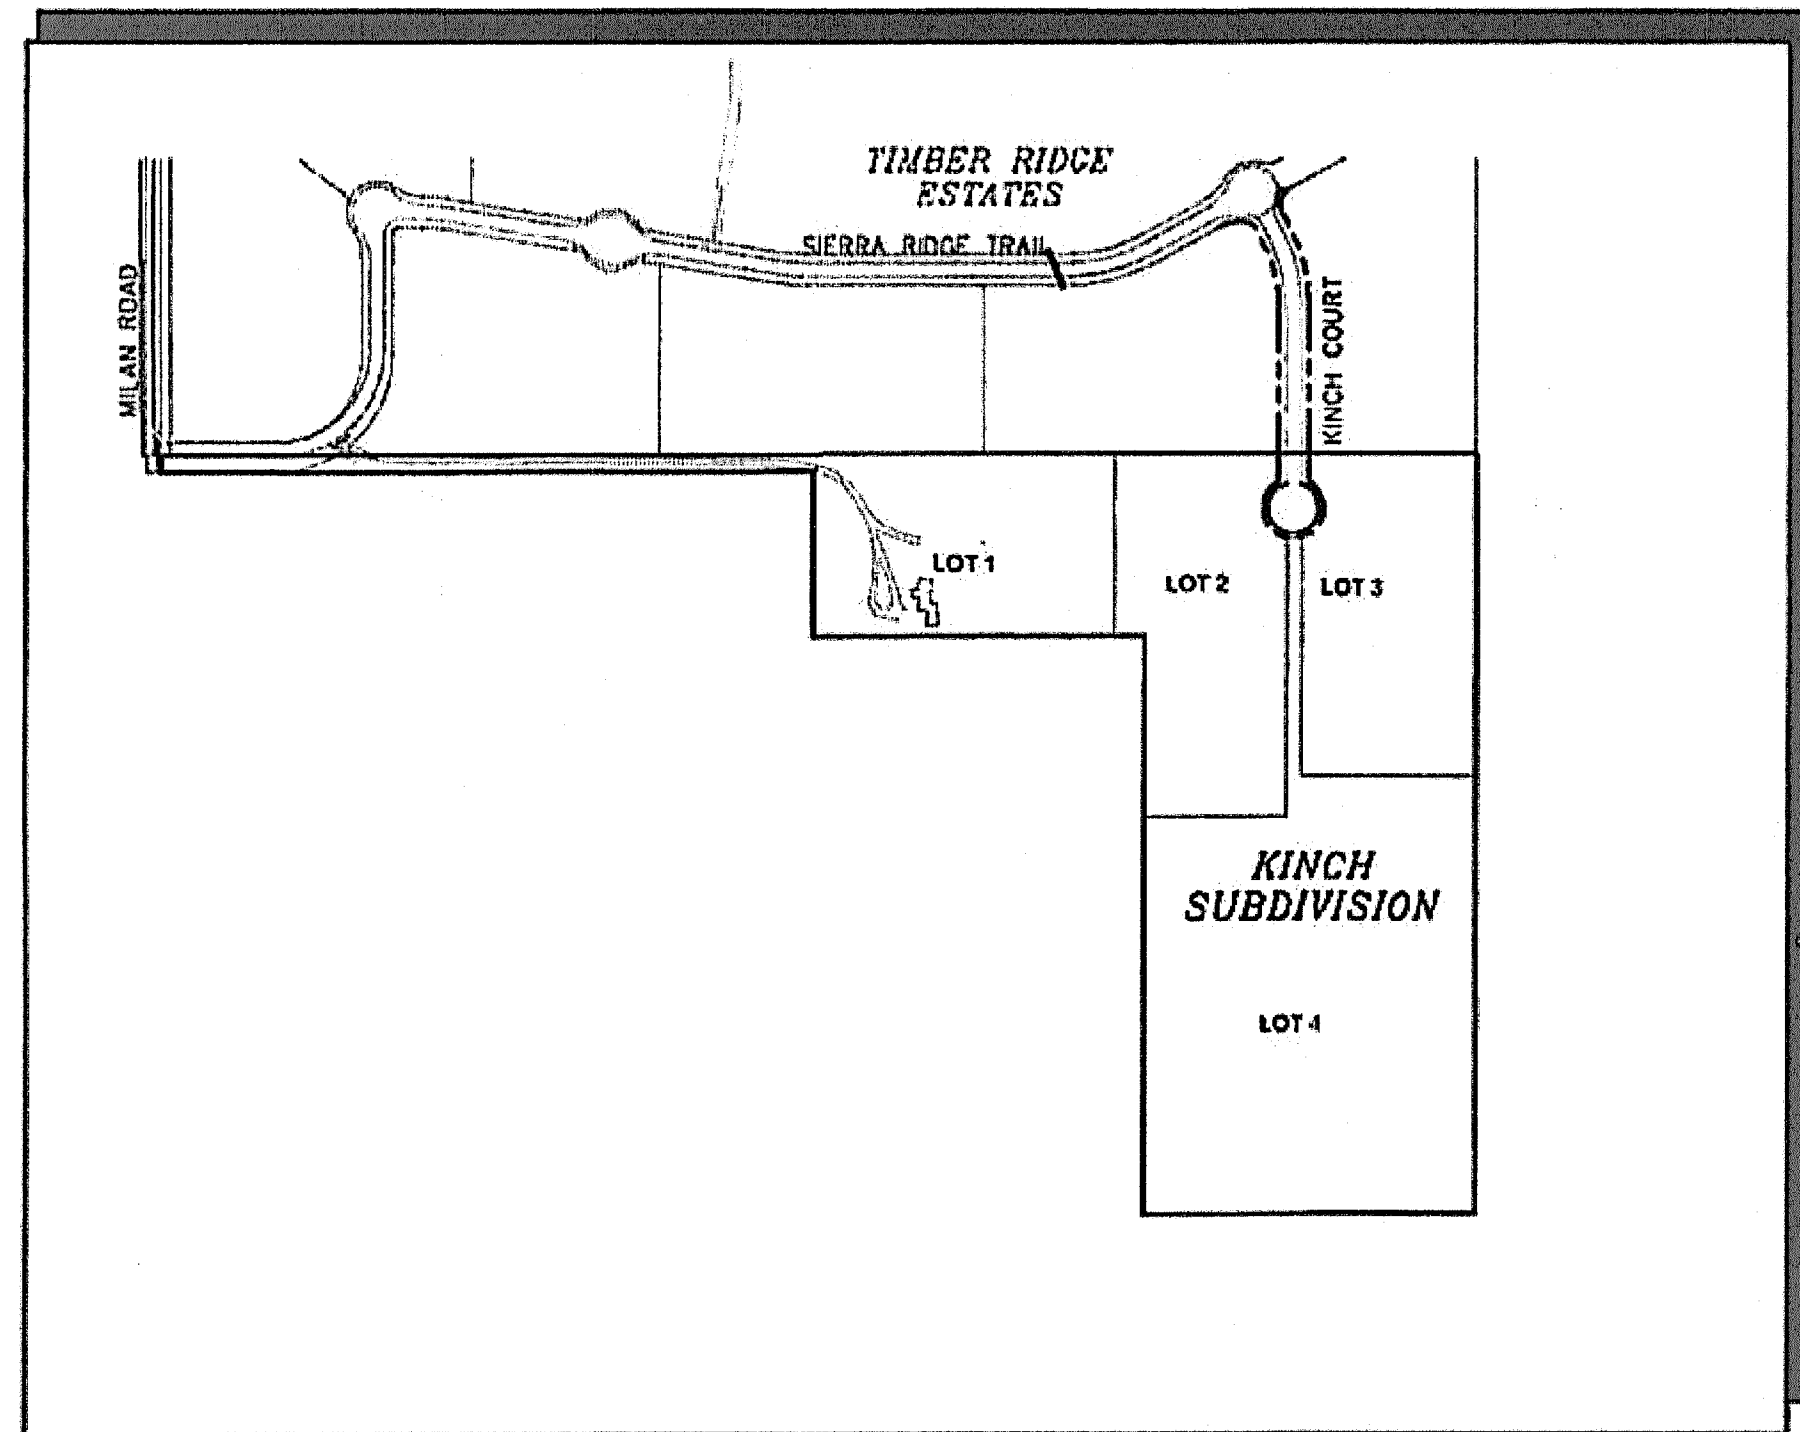 TIMBER RIDGE
ESTATES
SIERRA RIDGE TRAIL
MILAN ROAD
KINCH COURT
LOT 1
LOT 2
LOT 3
KINCH
SUBDIVISION
LOT 4